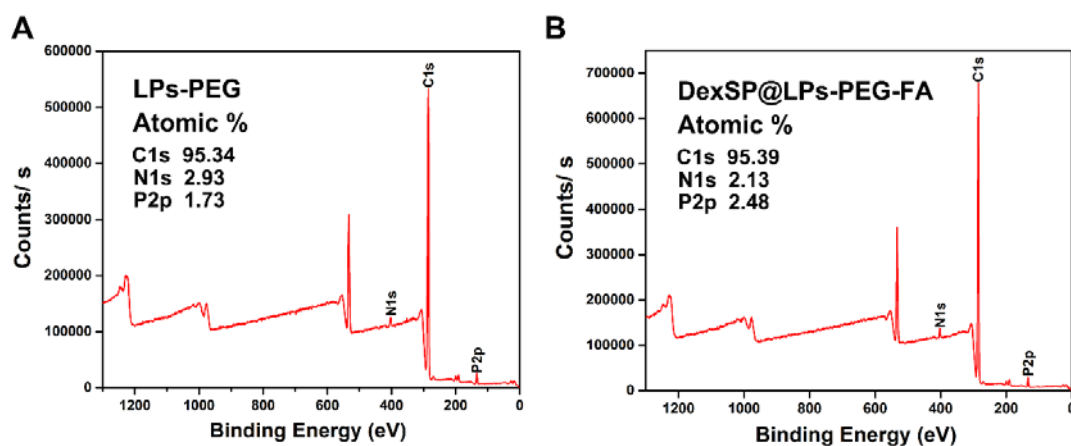 A
LPs-PEG
Atomic %
C1s 95.34
N1s 2.93
P2p 1.73
C1s
N1s
P2p
600000
500000
400000
300000
200000
100000
0
Counts/ s
1200 1000 800 600 400 200 0
Binding Energy (eV)
B
DexSP@LPs-PEG-FA
Atomic %
C1s 95.39
N1s 2.13
P2p 2.48
C1s
N1s
P2p
700000
600000
500000
400000
300000
200000
100000
0
Counts/ s
1200 1000 800 600 400 200 0
Binding Energy (eV)